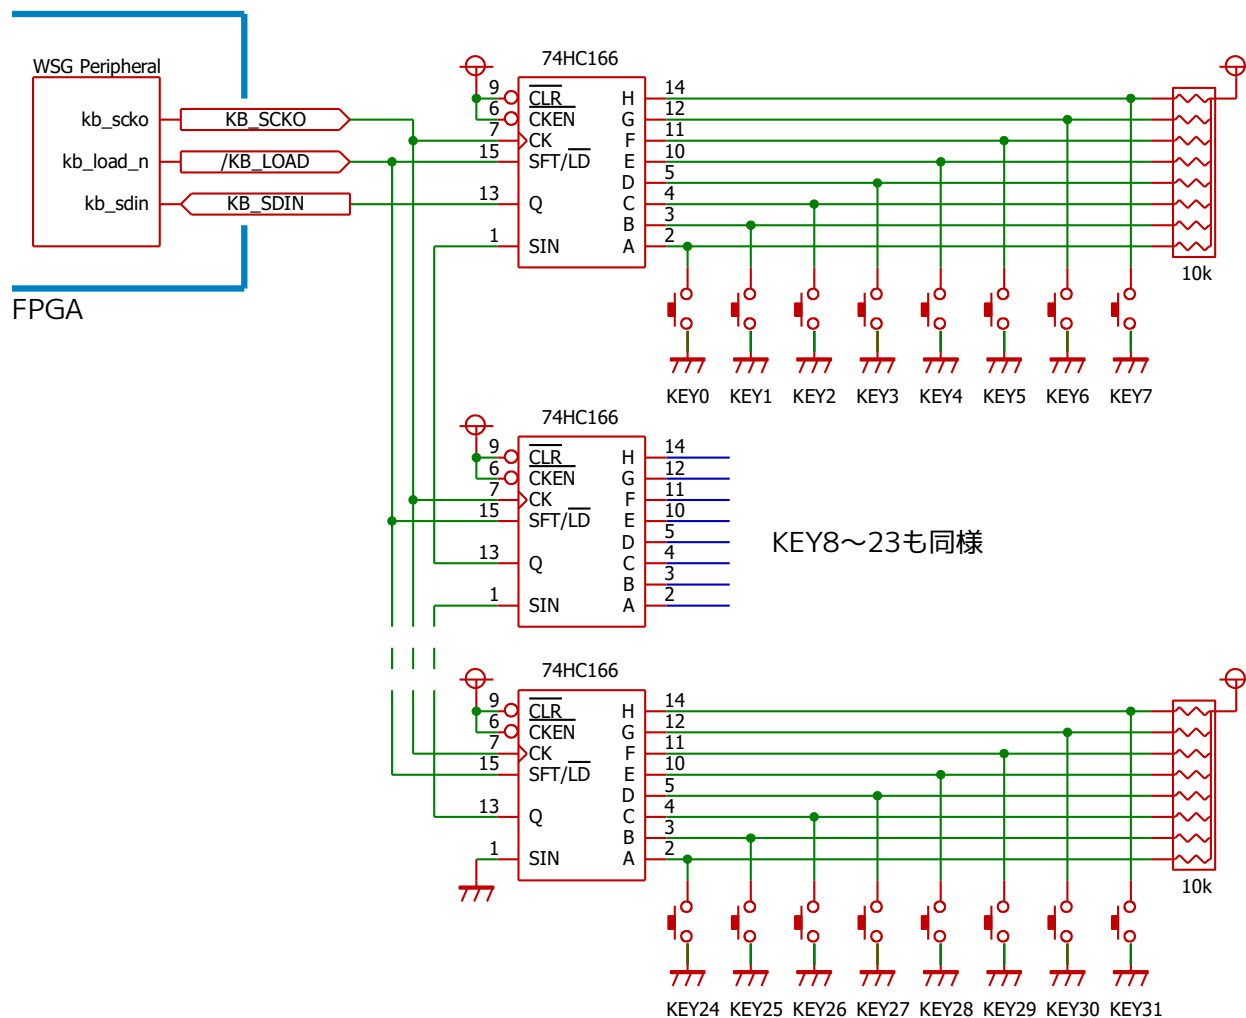 WSG Peripheral
kb_scko
KB_SCKO
kb_load_n
/KB_LOAD
kb_sdin
KB_SDIN
FPGA
74HC166
9 CLR
6 CKEN
7 CK
15 SFT/LD
13 Q
1 SIN
H 14
G 12
F 11
E 10
D 5
C 4
B 3
A 2
10k
KEY0 KEY1 KEY2 KEY3 KEY4 KEY5 KEY6 KEY7
74HC166
9 CLR
6 CKEN
7 CK
15 SFT/LD
13 Q
1 SIN
H 14
G 12
F 11
E 10
D 5
C 4
B 3
A 2
KEY8～23も同様
74HC166
9 CLR
6 CKEN
7 CK
15 SFT/LD
13 Q
1 SIN
H 14
G 12
F 11
E 10
D 5
C 4
B 3
A 2
10k
KEY24 KEY25 KEY26 KEY27 KEY28 KEY29 KEY30 KEY31